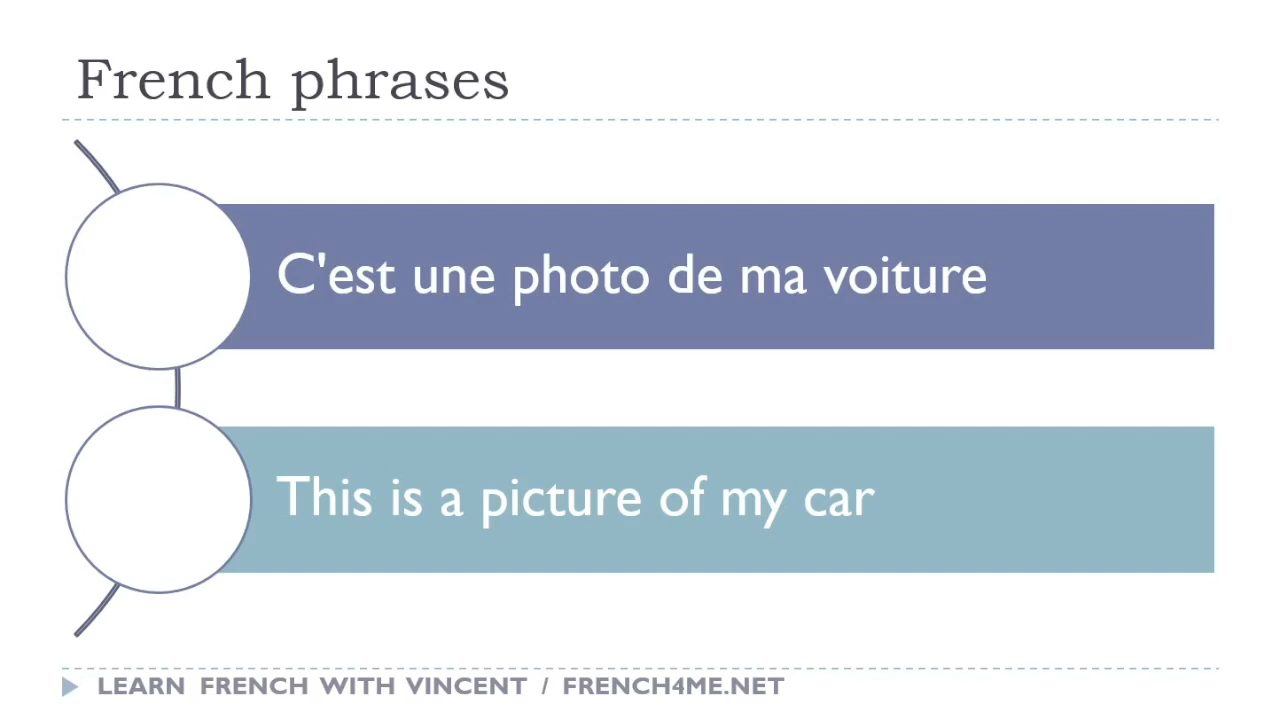 French phrases
C'est une photo de ma voiture
This is a picture of my car
LEARN FRENCH WITH VINCENT / FRENCH4ME.NET